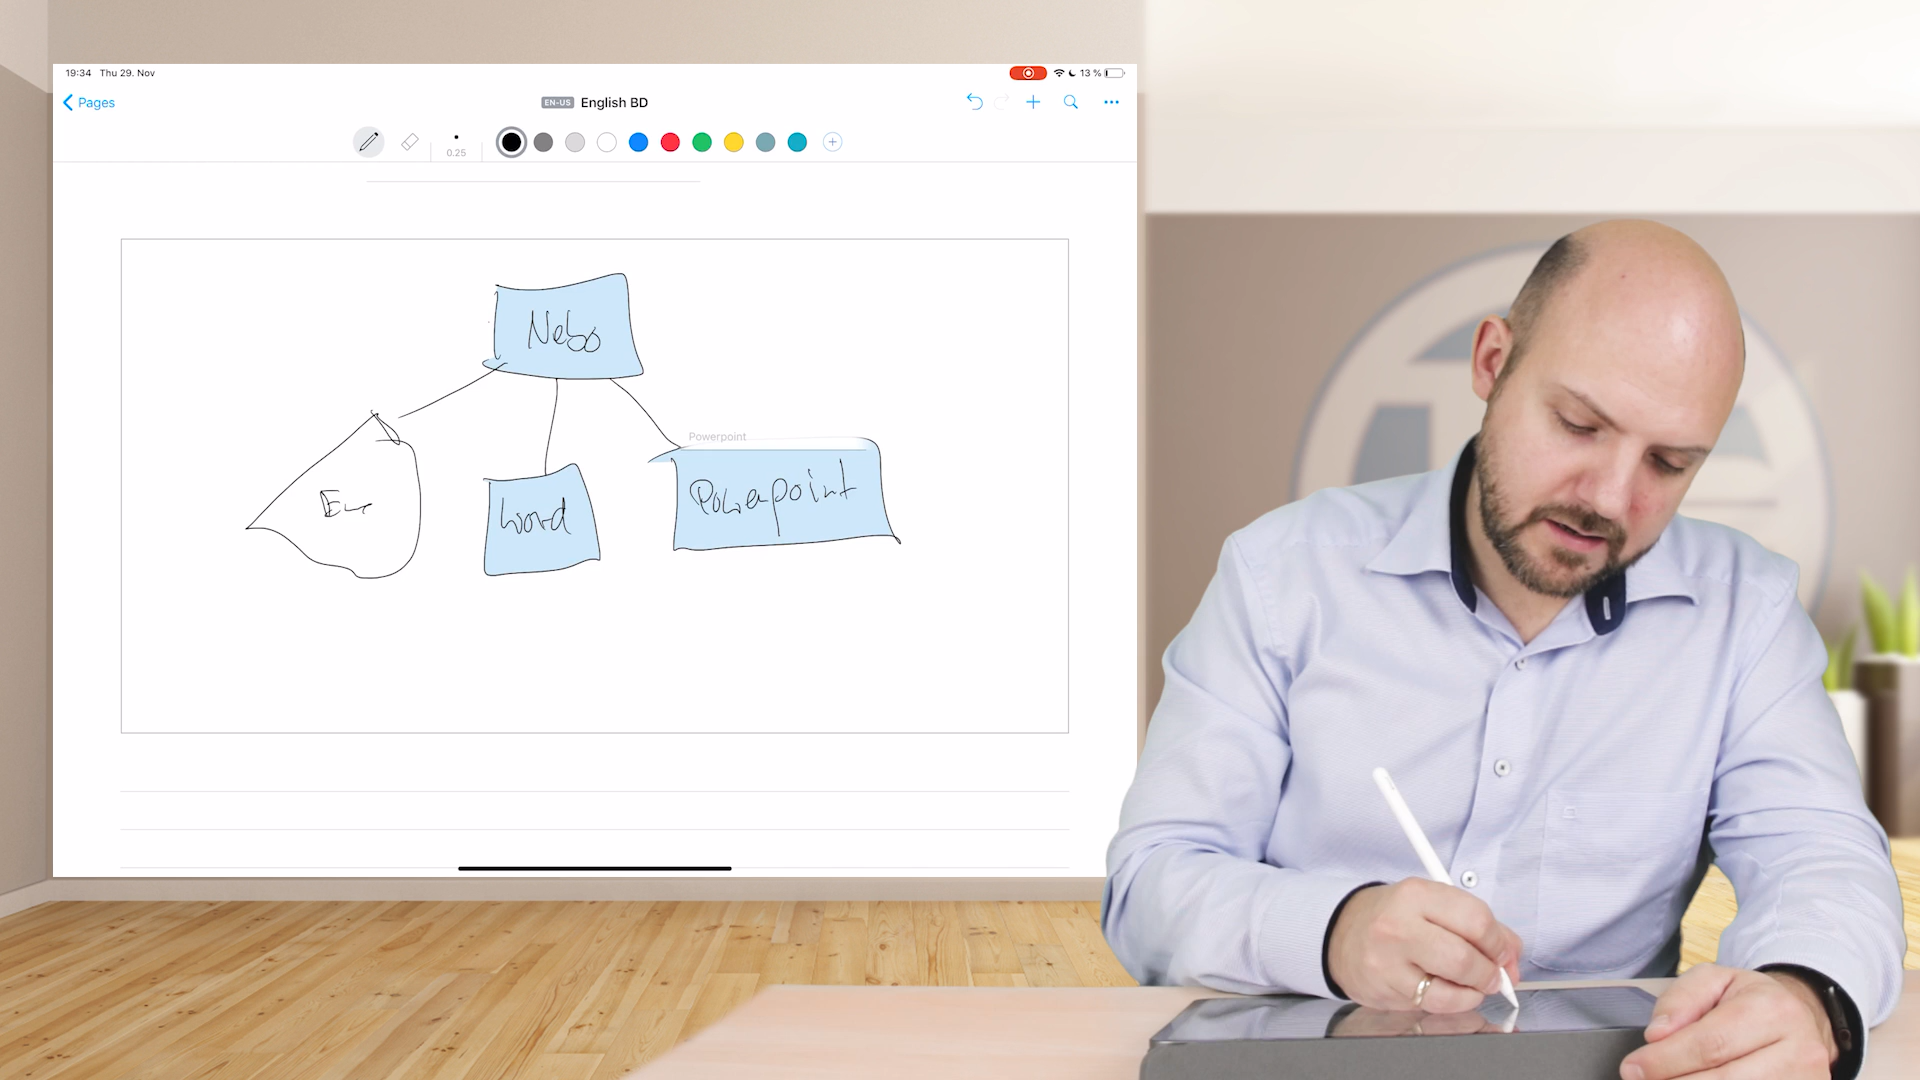 19:34 Thu 29. Nov
13 %
Pages
EN-US English BD
0.25
Nebo
Powerpoint
Word
Powerpoint